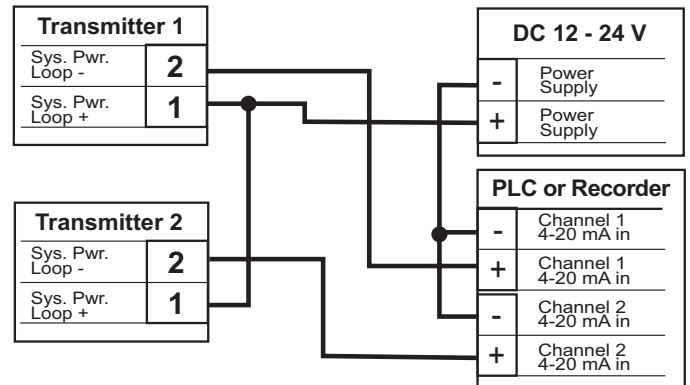 Transmitter 1
Sys. Pwr.
Loop -
2
Sys. Pwr.
Loop +
1
DC 12 - 24 V
-
Power
Supply
+
Power
Supply
Transmitter 2
Sys. Pwr.
Loop -
2
Sys. Pwr.
Loop +
1
PLC or Recorder
-
Channel 1
4-20 mA in
+
Channel 1
4-20 mA in
-
Channel 2
4-20 mA in
+
Channel 2
4-20 mA in